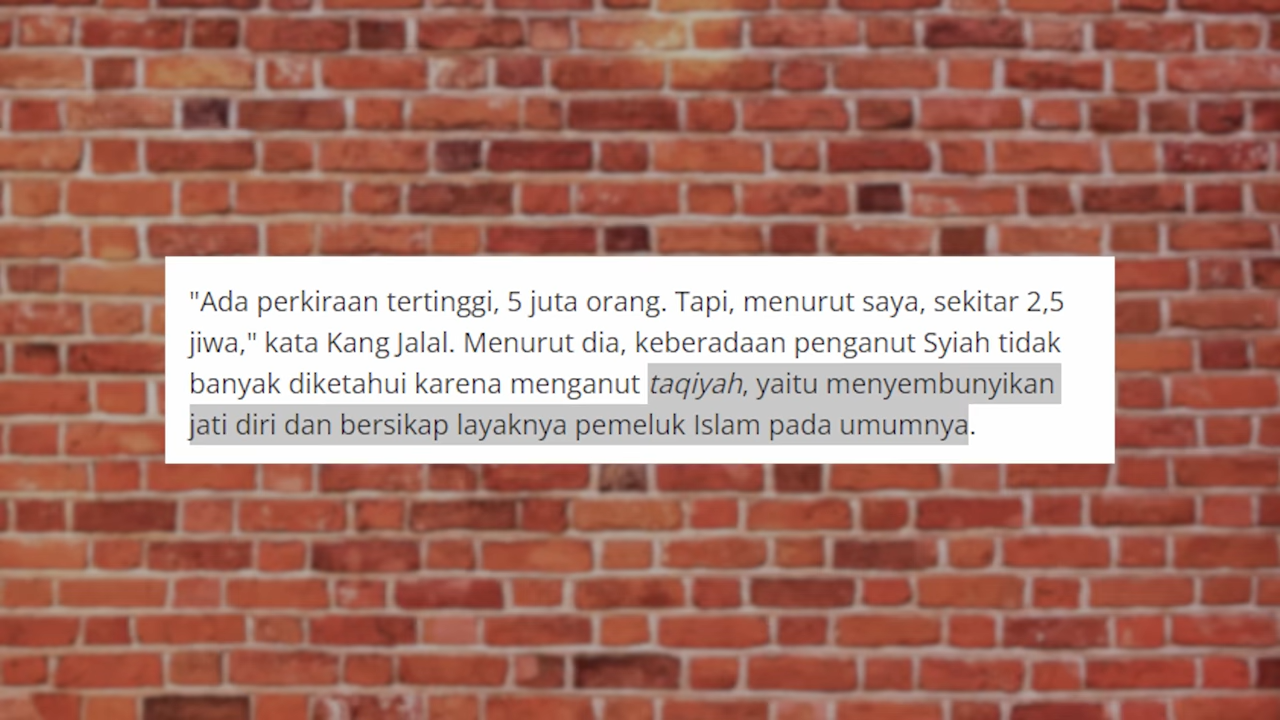 "Ada perkiraan tertinggi, 5 juta orang. Tapi, menurut saya, sekitar 2,5
jiwa," kata Kang Jalal. Menurut dia, keberadaan penganut Syiah tidak
banyak diketahui karena menganut taqiyah, yaitu menyembunyikan
jati diri dan bersikap layaknya pemeluk Islam pada umumnya.